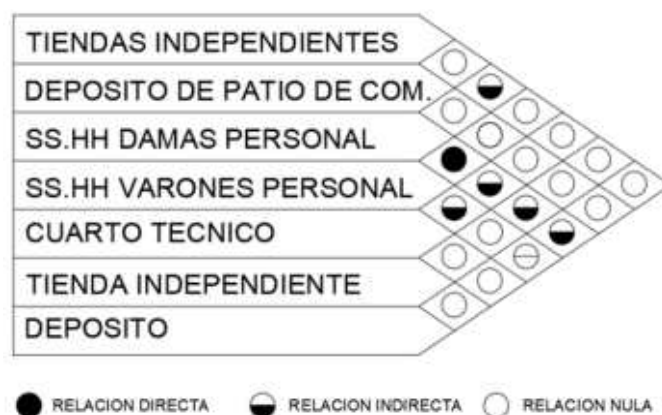 TIENDAS INDEPENDIENTES
DEPOSITO DE PATIO DE COM.
SS.HH DAMAS PERSONAL
SS.HH VARONES PERSONAL
CUARTO TECNICO
TIENDA INDEPENDIENTE
DEPOSITO
RELACION DIRECTA RELACION INDIRECTA RELACION NULA